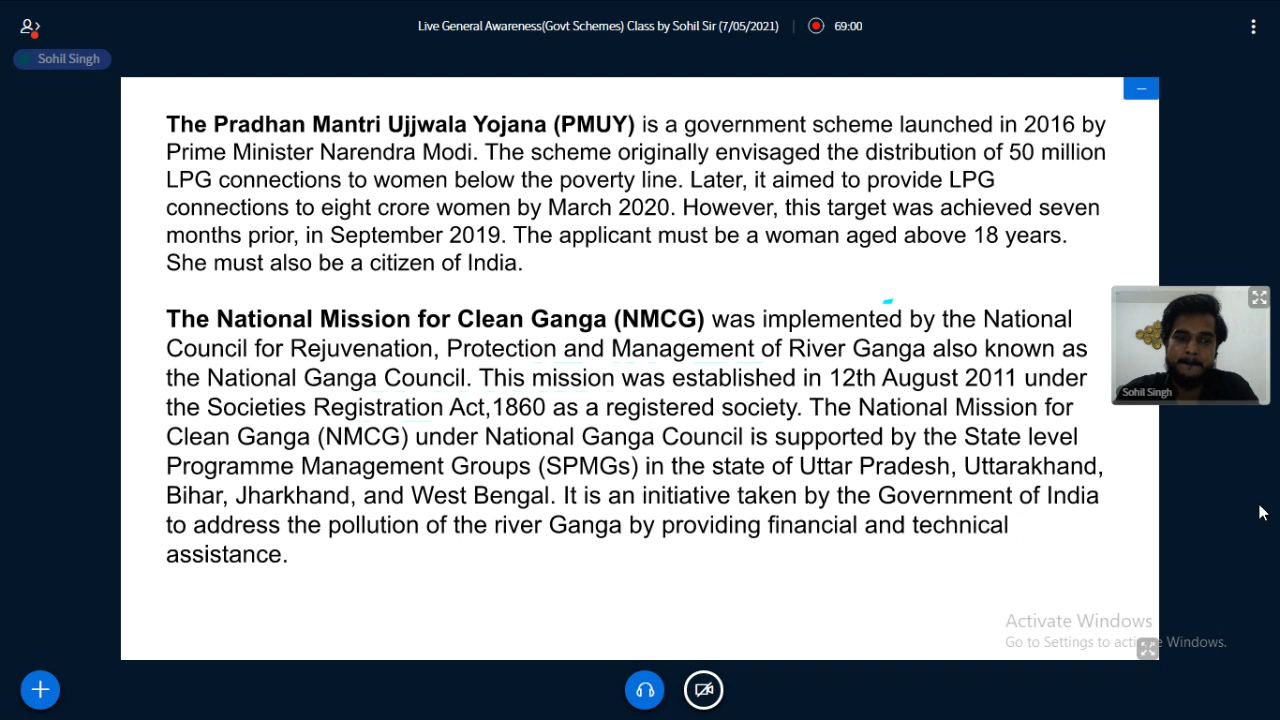 Live General Awareness(Govt Schemes) Class by Sohil Sir (7/05/2021)
69:00
Sohil Singh
The Pradhan Mantri Ujjwala Yojana (PMUY) is a government scheme launched in 2016 by
Prime Minister Narendra Modi. The scheme originally envisaged the distribution of 50 million
LPG connections to women below the poverty line. Later, it aimed to provide LPG
connections to eight crore women by March 2020. However, this target was achieved seven
months prior, in September 2019. The applicant must be a woman aged above 18 years.
She must also be a citizen of India.
The National Mission for Clean Ganga (NMCG) was implemented by the National
Council for Rejuvenation, Protection and Management of River Ganga also known as
the National Ganga Council. This mission was established in 12th August 2011 under
the Societies Registration Act,1860 as a registered society. The National Mission for
Clean Ganga (NMCG) under National Ganga Council is supported by the State level
Programme Management Groups (SPMGs) in the state of Uttar Pradesh, Uttarakhand,
Bihar, Jharkhand, and West Bengal. It is an initiative taken by the Government of India
to address the pollution of the river Ganga by providing financial and technical
assistance.
Sohil Singh
Activate Windows
Go to Settings to activate Windows.